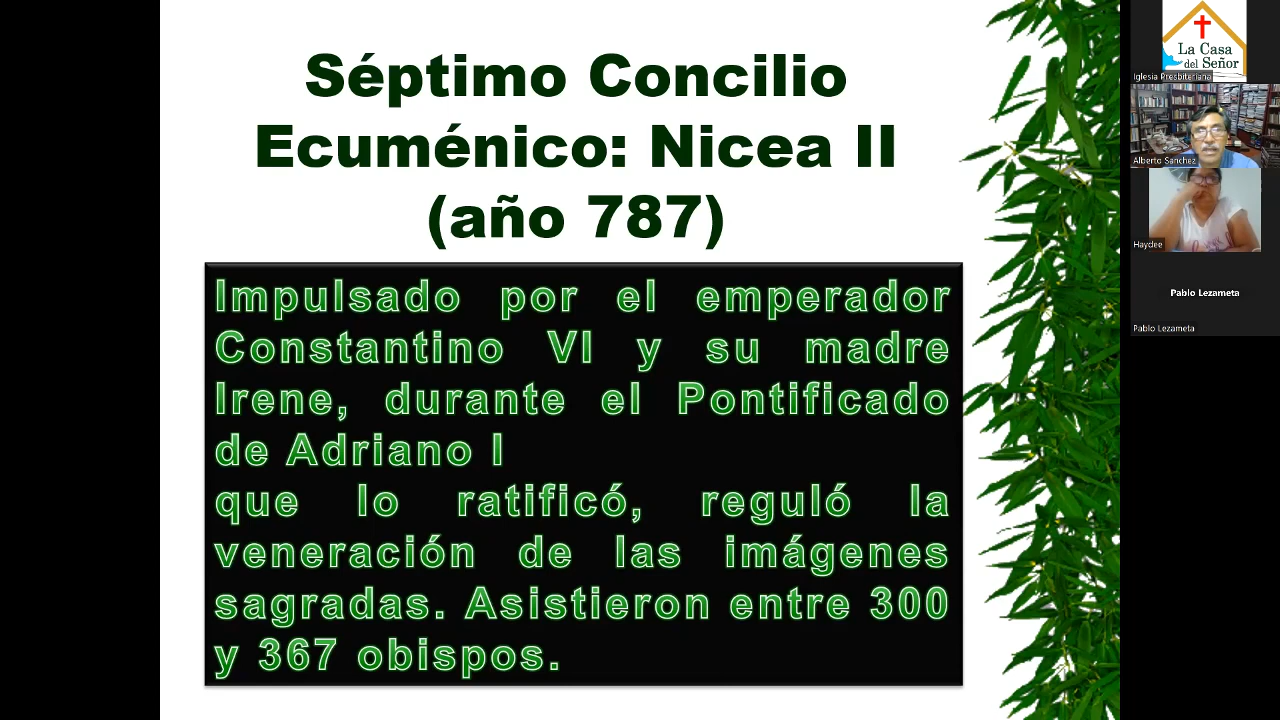 Séptimo Concilio
Ecuménico: Nicea II
(año 787)
Impulsado por el emperador
Constantino VI y su madre
Irene, durante el Pontificado
de Adriano I
que lo ratificó, reguló la
veneración de las imágenes
sagradas. Asistieron entre 300
y 367 obispos.
La Casa
del Señor
Iglesia Presbiteriana
Alberto Sanchez
Haydee
Pablo Lezameta
Pablo Lezameta